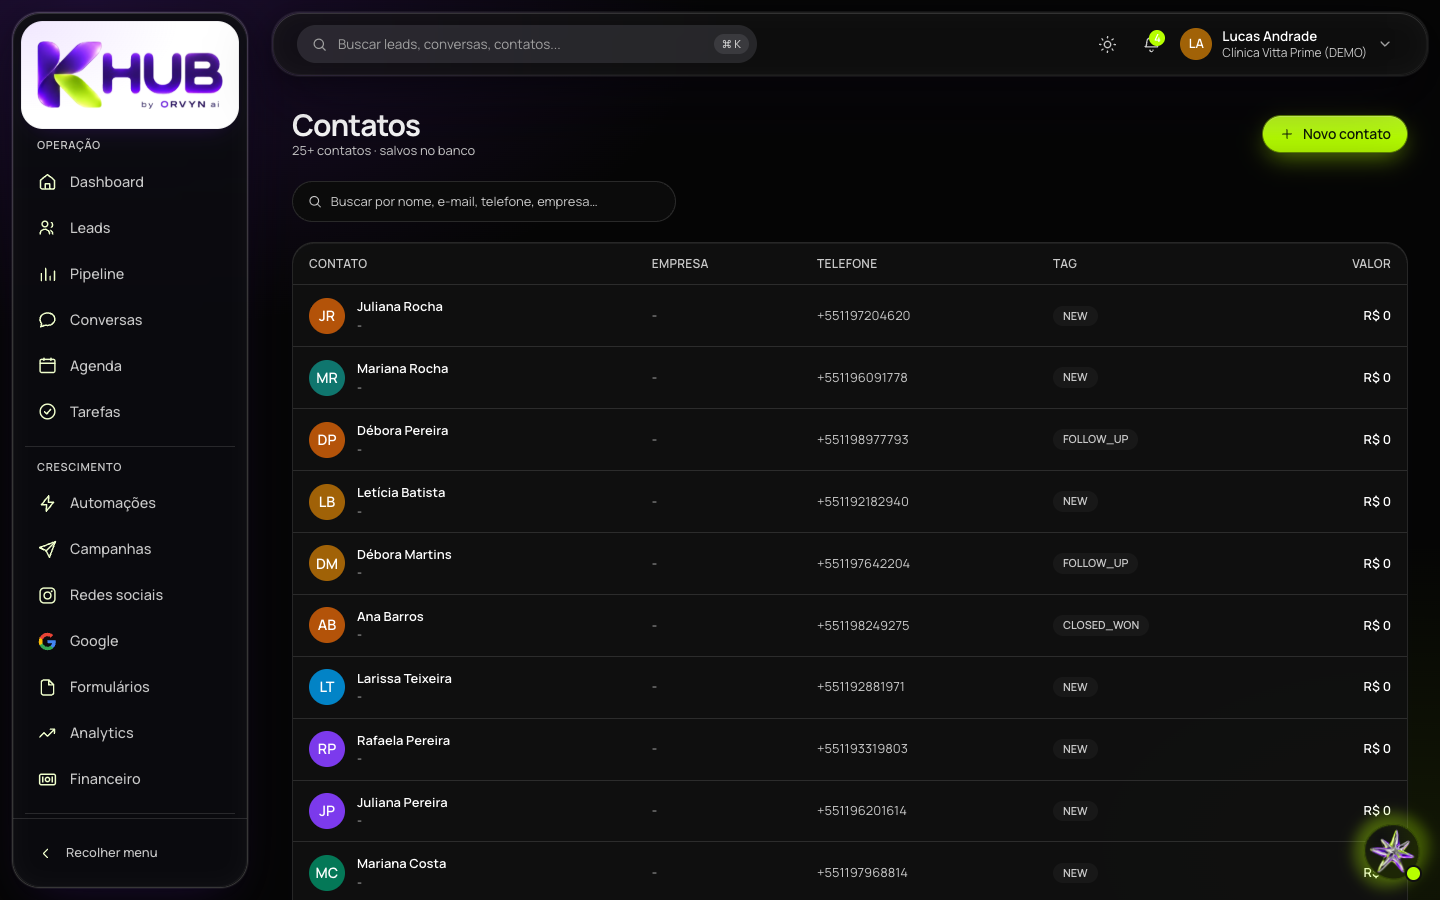 KHUB
by ORVYN ai
OPERAÇÃO
Dashboard
Leads
Pipeline
Conversas
Agenda
Tarefas
CRESCIMENTO
Automações
Campanhas
Redes sociais
Google
Formulários
Analytics
Financeiro
Recolher menu
Buscar leads, conversas, contatos...
⌘ K
4
LA
Lucas Andrade
Clínica Vitta Prime (DEMO)
Contatos
25+ contatos · salvos no banco
+ Novo contato
Buscar por nome, e-mail, telefone, empresa...
CONTATO EMPRESA TELEFONE TAG VALOR
JR Juliana Rocha - - +551197204620 NEW R$ 0
MR Mariana Rocha - - +551196091778 NEW R$ 0
DP Débora Pereira - - +551198977793 FOLLOW_UP R$ 0
LB Letícia Batista - - +551192182940 NEW R$ 0
DM Débora Martins - - +551197642204 FOLLOW_UP R$ 0
AB Ana Barros - - +551198249275 CLOSED_WON R$ 0
LT Larissa Teixeira - - +551192881971 NEW R$ 0
RP Rafaela Pereira - - +551193319803 NEW R$ 0
JP Juliana Pereira - - +551196201614 NEW R$ 0
MC Mariana Costa - - +551197968814 NEW